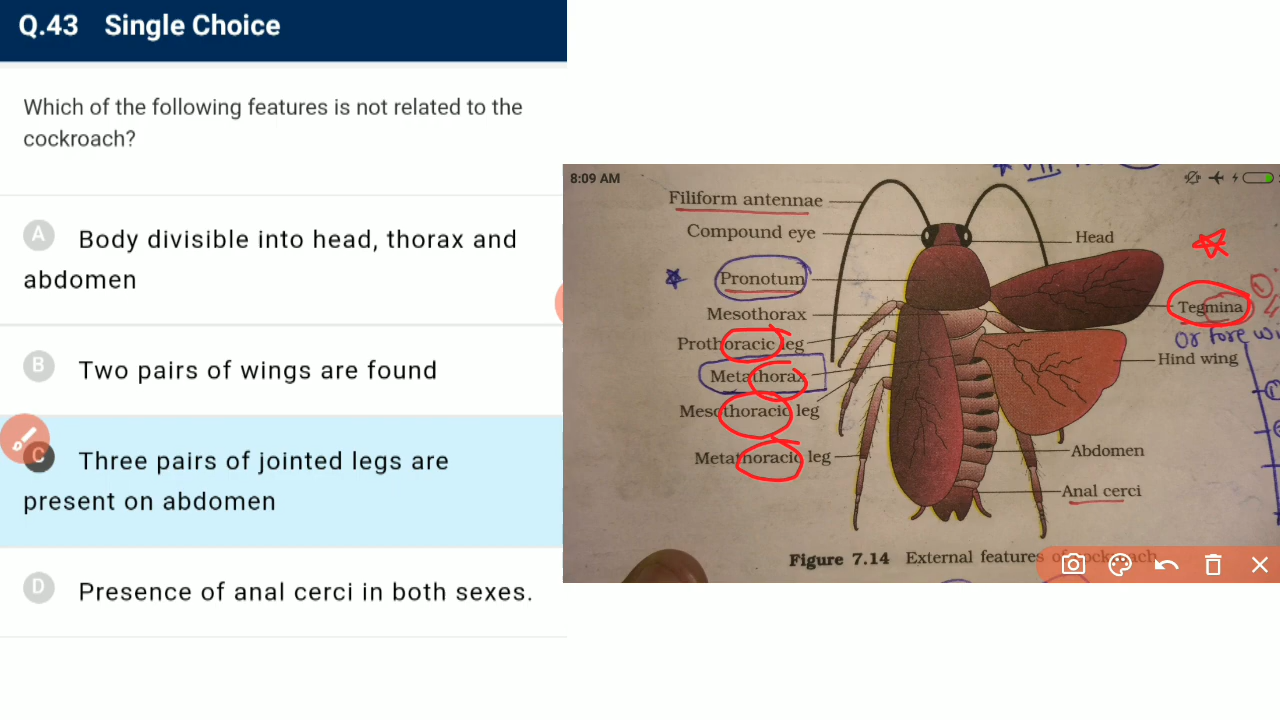 Q.43 Single Choice
Which of the following features is not related to the
cockroach?
A Body divisible into head, thorax and
abdomen
B Two pairs of wings are found
C Three pairs of jointed legs are
present on abdomen
D Presence of anal cerci in both sexes.
8:09 AM
Filiform antennae
Compound eye
Head
Pronotum
Mesothorax
Tegmina
Prothoracic leg
Or fore
Hind wing
Metathorax
Mesothoracic leg
Metathoracic leg
Abdomen
Anal cerci
Figure 7.14 External features of cockroach